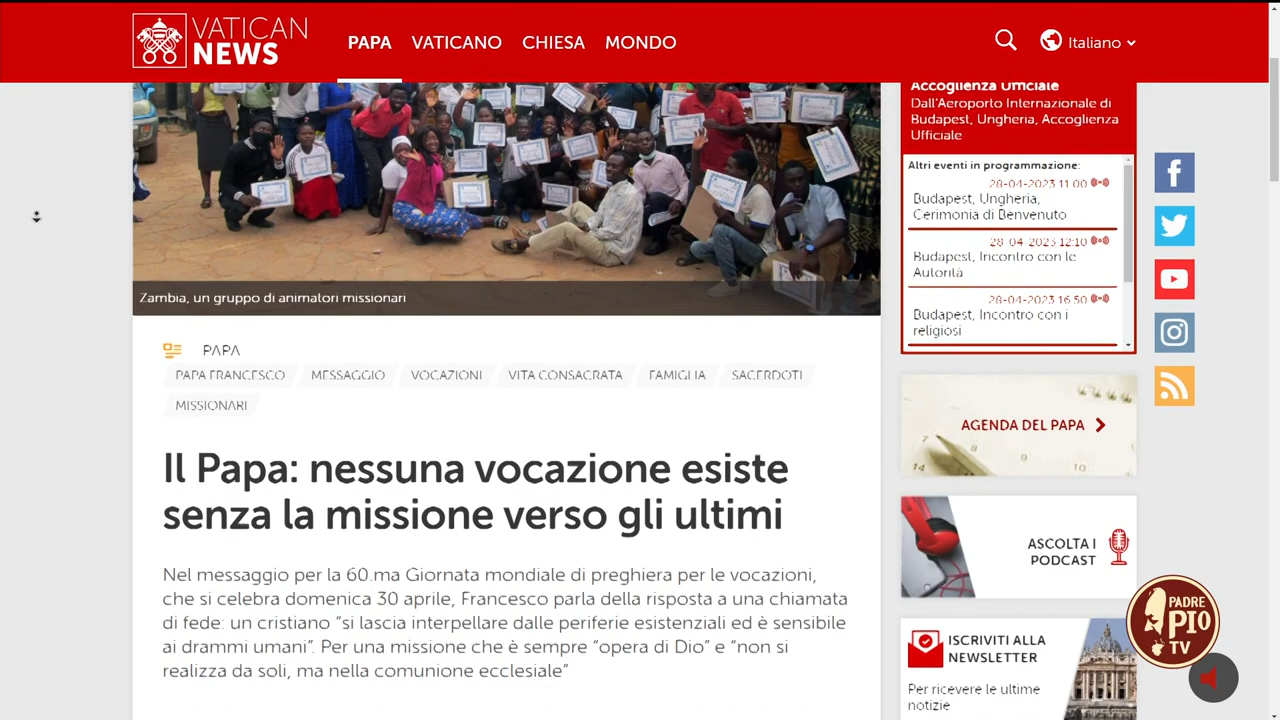 VATICAN
NEWS
PAPA
VATICANO
CHIESA
MONDO
Italiano
Zambia, un gruppo di animatori missionari
PAPA
PAPA FRANCESCO
MESSAGGIO
VOCAZIONI
VITA CONSACRATA
FAMIGLIA
SACERDOTI
MISSIONARI
Il Papa: nessuna vocazione esiste
senza la missione verso gli ultimi
Nel messaggio per la 60.ma Giornata mondiale di preghiera per le vocazioni,
che si celebra domenica 30 aprile, Francesco parla della risposta a una chiamata
di fede: un cristiano “si lascia interpellare dalle periferie esistenziali ed è sensibile
ai drammi umani”. Per una missione che è sempre “opera di Dio” e “non si
realizza da soli, ma nella comunione ecclesiale”
Accoglienza Ufficiale
Dall'Aeroporto Internazionale di
Budapest, Ungheria, Accoglienza
Ufficiale
Altri eventi in programmazione:
28-04-2023 11:00
Budapest, Ungheria,
Cerimonia di Benvenuto
28-04-2023 12:10
Budapest, Incontro con le
Autorità
28-04-2023 16:50
Budapest, Incontro con i
religiosi
AGENDA DEL PAPA
14
8
9
10
ASCOLTA I
PODCAST
ISCRIVITI ALLA
NEWSLETTER
Per ricevere le ultime
notizie
PADRE
PIO
TV